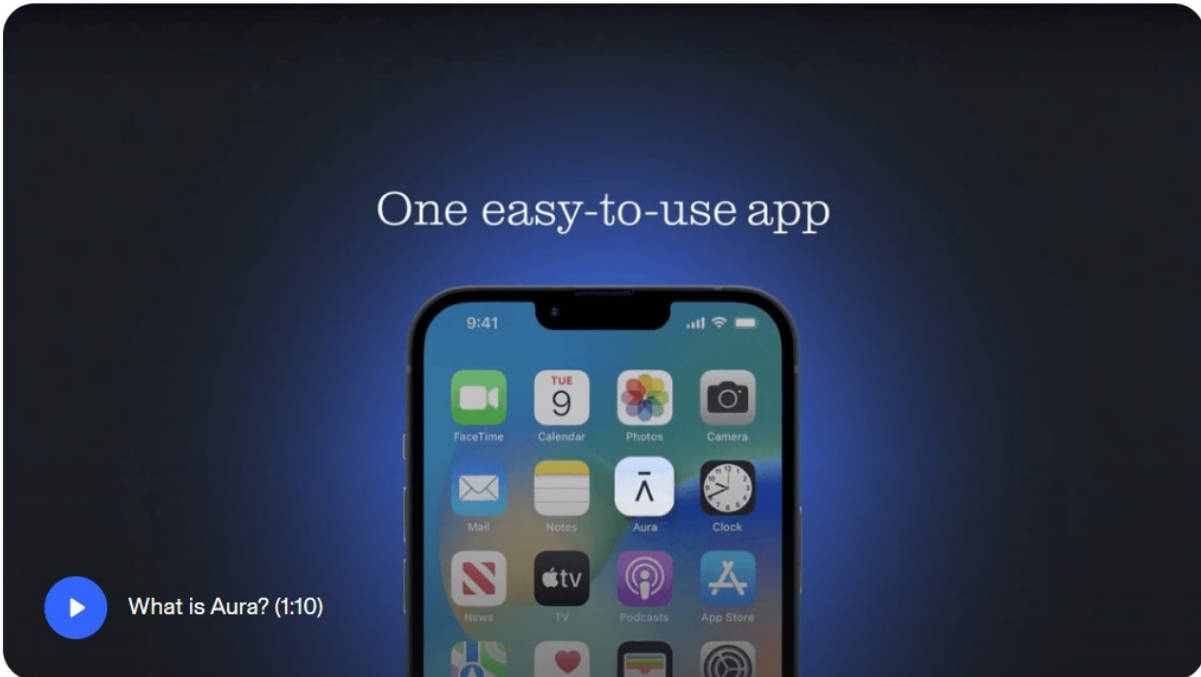 One easy-to-use app
9:41
TUE
9
FaceTime Calendar Photos Camera
Mail Notes Aura Clock
tv
News TV Podcasts App Store
What is Aura? (1:10)